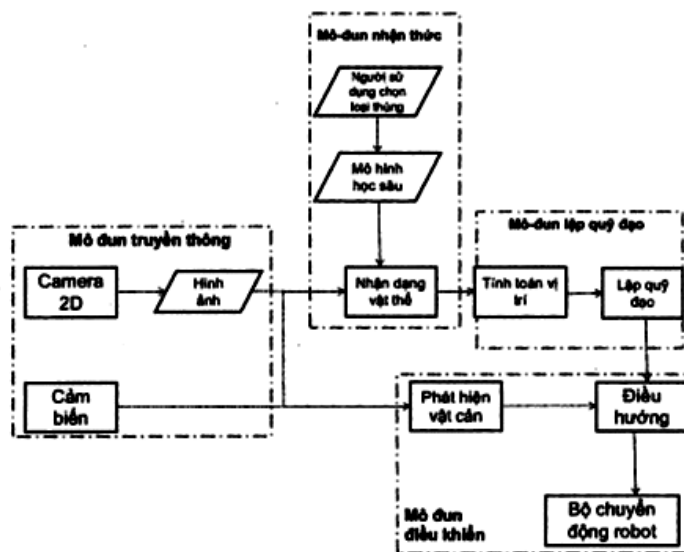 Mô-đun nhận thức
Người sử
dụng chọn
loại thùng
Mô hình
học sâu
Mô đun truyền thông
Camera
2D
Hình
ảnh
Nhận dạng
vật thể
Mô-đun lập quỹ đạo
Tính toán vị
trí
Lập quỹ
đạo
Cảm
biến
Phát hiện
vật cản
Điều
hướng
Mô đun
điều khiển
Bộ chuyển
động robot